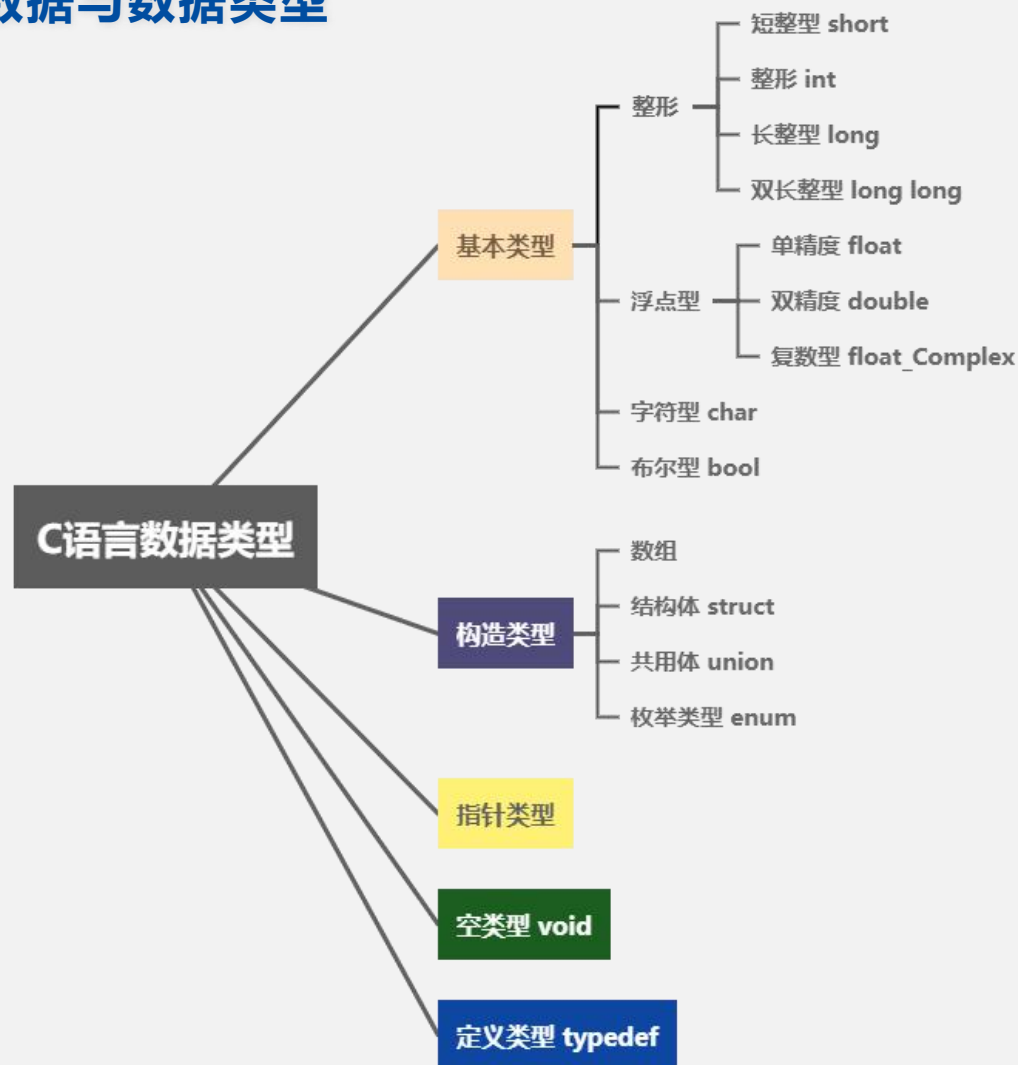 数据与数据类型
短整型 short
整形 int
整形
长整型 long
双长整型 long long
基本类型
单精度 float
浮点型
双精度 double
复数型 float_Complex
字符型 char
布尔型 bool
C语言数据类型
数组
结构体 struct
构造类型
共用体 union
枚举类型 enum
指针类型
空类型 void
定义类型 typedef